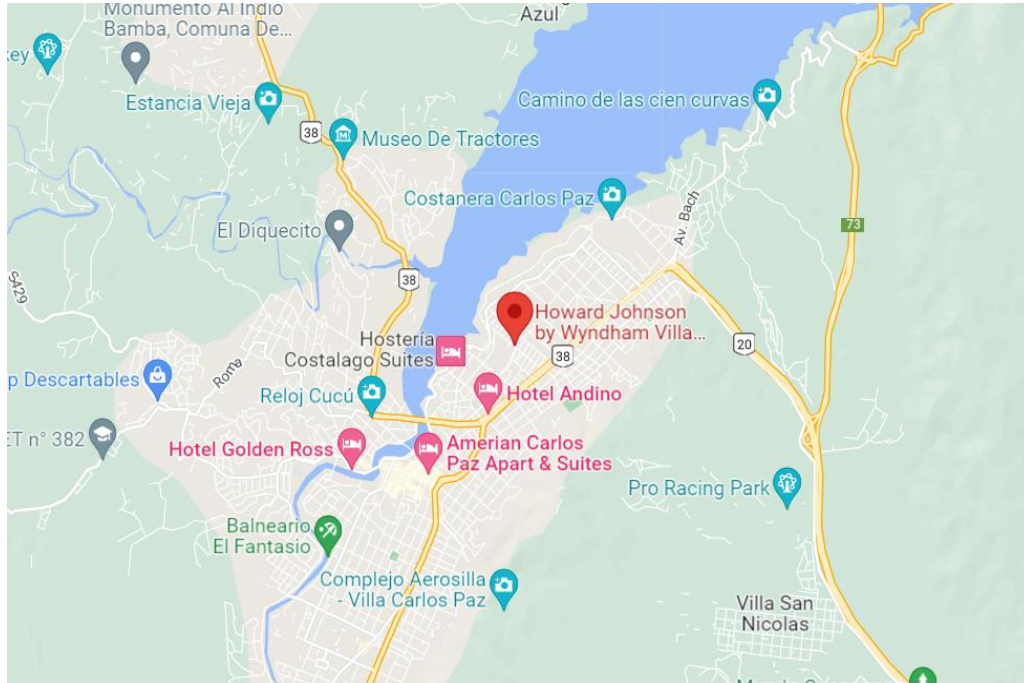 Monumento Al Indio
Bamba, Comuna De...
Azul
key
Estancia Vieja
Camino de las cien curvas
38
Museo De Tractores
Costanera Carlos Paz
Av. Bach
El Diquecito
73
38
S429
Howard Johnson
by Wyndham Villa...
Hostería
Costalago Suites
38
20
Roma
p Descartables
Reloj Cucú
Hotel Andino
ET n° 382
Hotel Golden Ross
Amerian Carlos
Paz Apart & Suites
Pro Racing Park
Balneario
El Fantasio
Complejo Aerosilla
- Villa Carlos Paz
Villa San
Nicolas